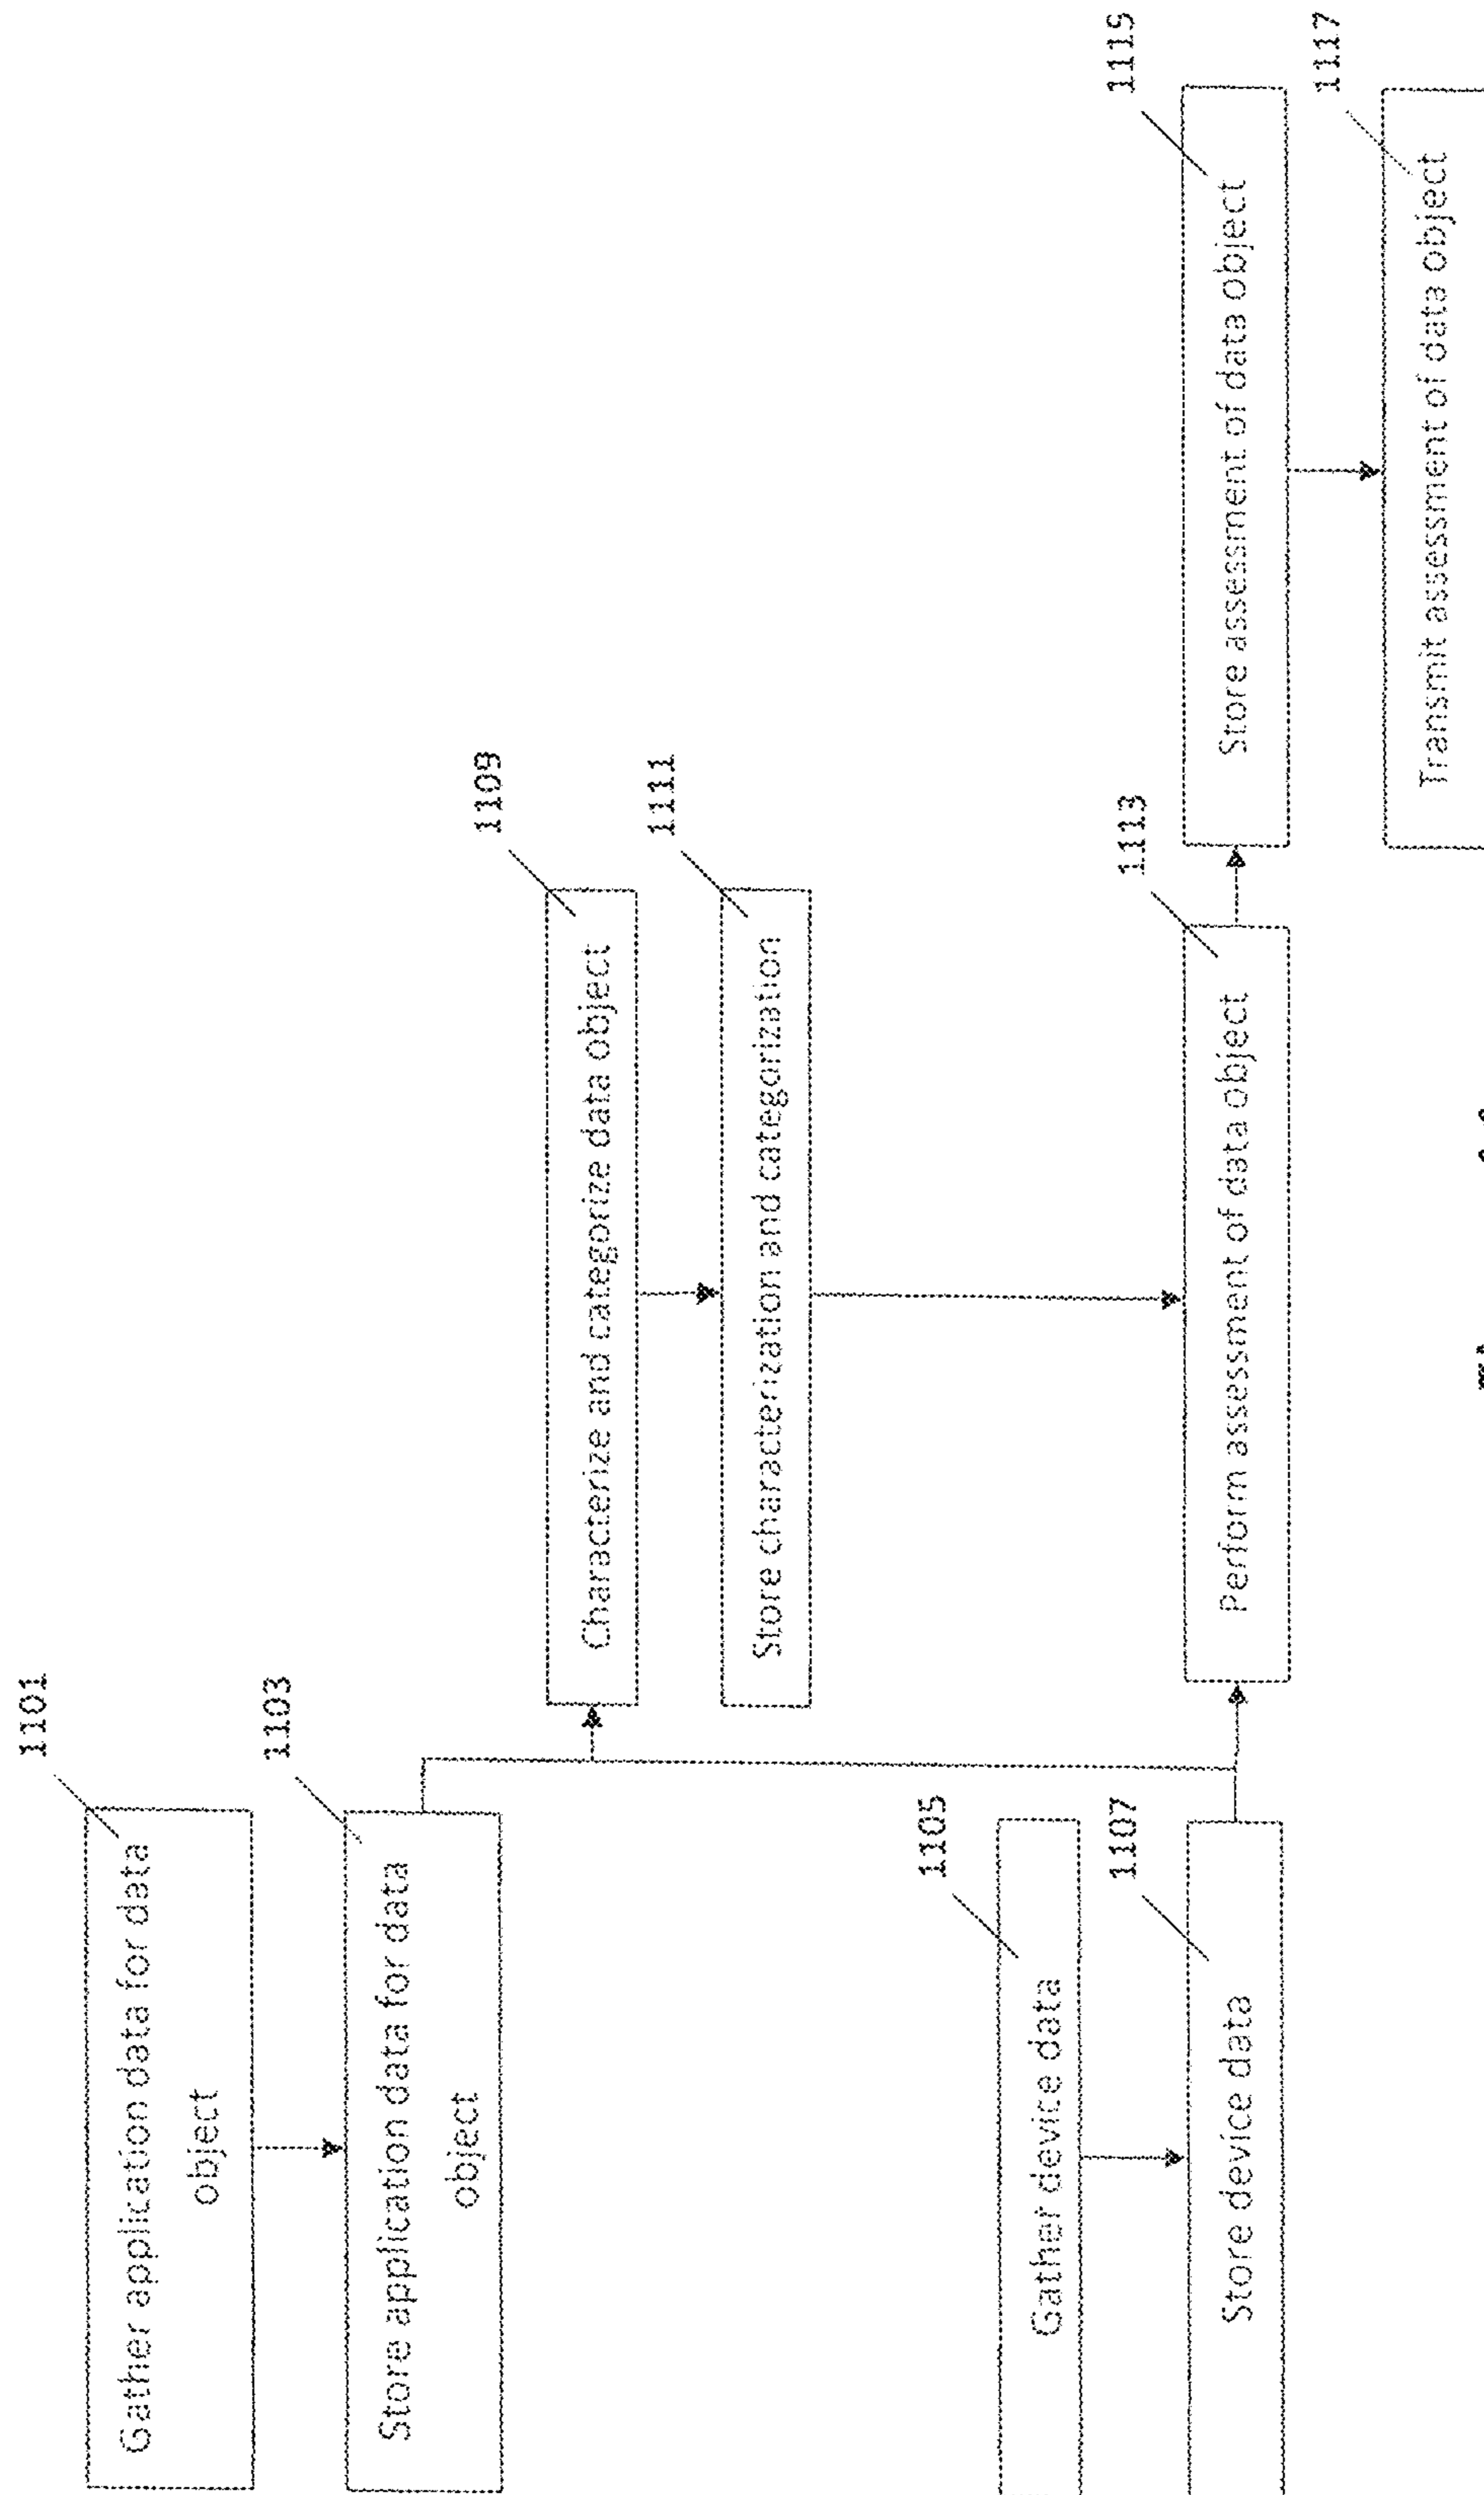 1101
Gather application data for data
object
1103
Store application data for data
object
1109
Characterize and categorize data object
1111
Store characterization and categorization
1105
Gather device data
1107
Store device data
1113
Perform assessment of data object
1115
Store assessment of data object
1117
Transmit assessment of data object